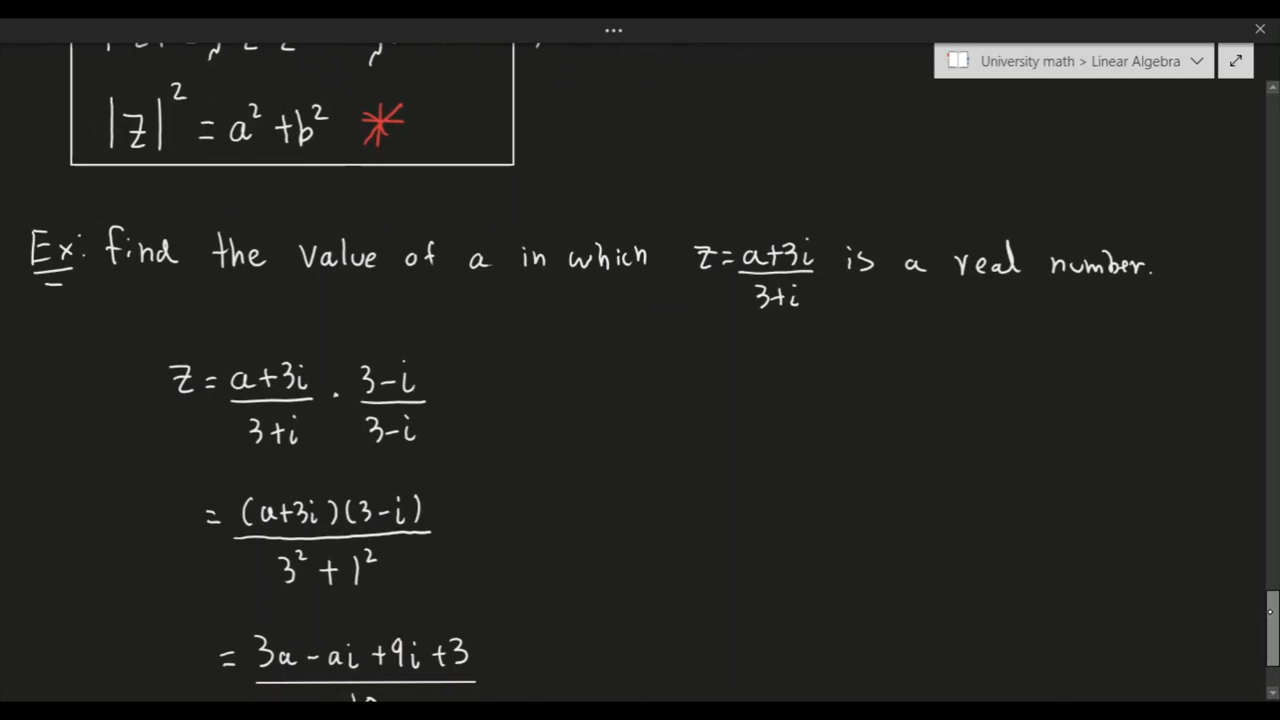 University math > Linear Algebra
|z|² = a² + b² *
Ex: find the value of a in which z = (a+3i)/(3+i) is a real number.
z = (a+3i)/(3+i) · (3-i)/(3-i)
= (a+3i)(3-i)/(3² + 1²)
= 3a - ai + 9i + 3